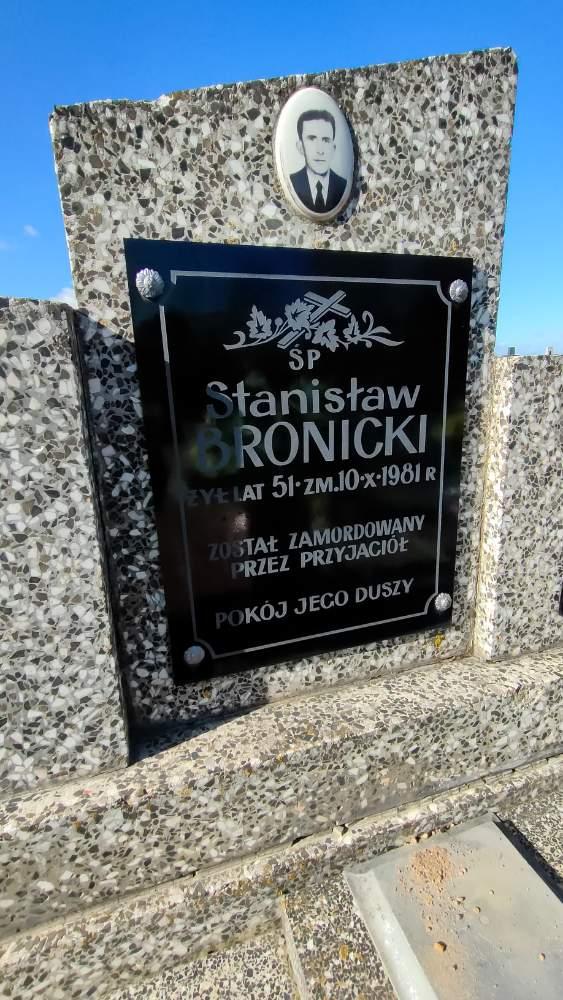 ŚP
Stanisław
BRONICKI
ŻYŁ LAT 51·ZM.10·X·1981 R
ZOSTAŁ ZAMORDOWANY
PRZEZ PRZYJACIÓŁ
POKÓJ JEGO DUSZY